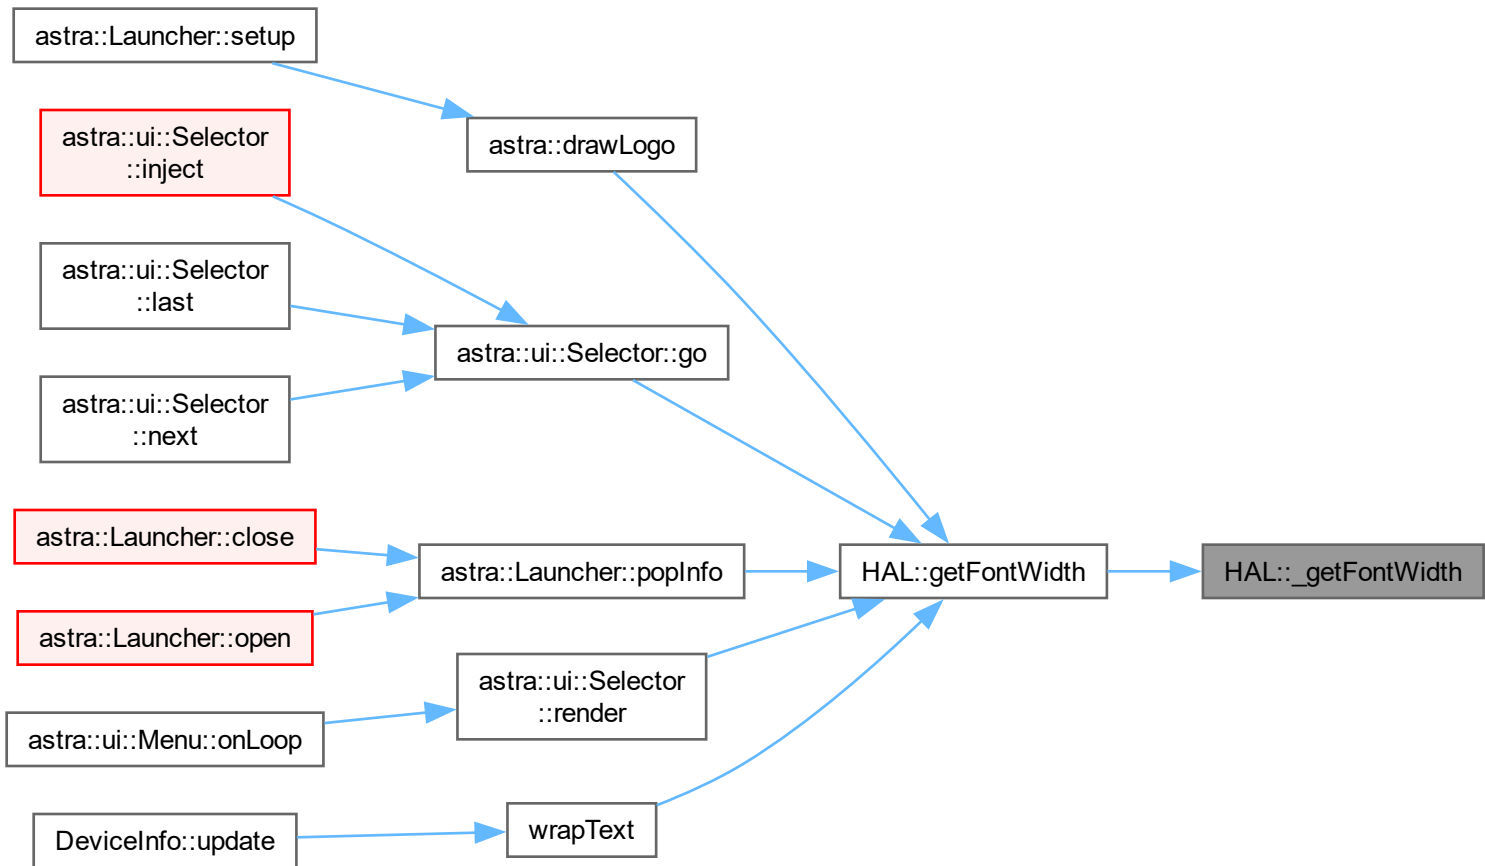 astra::Launcher::setup
astra::ui::Selector
::inject
astra::drawLogo
astra::ui::Selector
::last
astra::ui::Selector::go
astra::ui::Selector
::next
astra::Launcher::close
astra::Launcher::popInfo
HAL::getFontWidth
HAL::_getFontWidth
astra::Launcher::open
astra::ui::Selector
::render
astra::ui::Menu::onLoop
DeviceInfo::update
wrapText